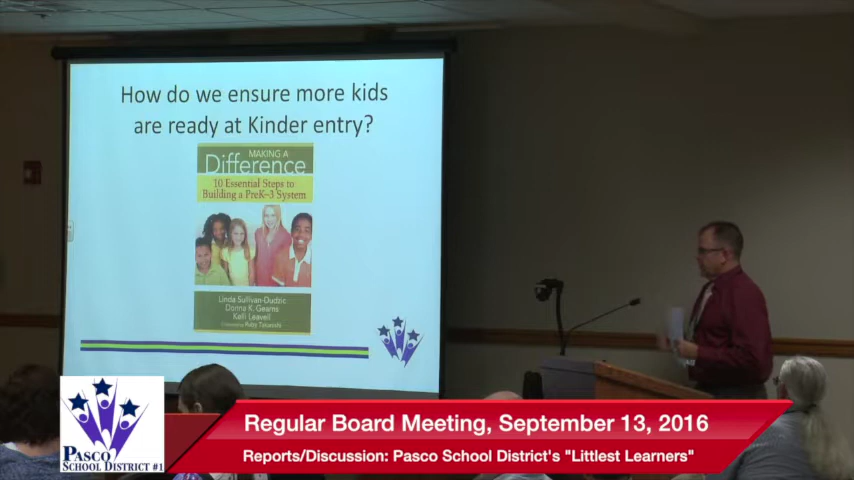 How do we ensure more kids
are ready at Kinder entry?
MAKING A
Difference
10 Essential Steps to
Building a PreK-3 System
Linda Sullivan-Dudzic
Donna K. Gearns
Kelli Leavell
Ruby Takanishi
PASCO
SCHOOL DISTRICT #1
Regular Board Meeting, September 13, 2016
Reports/Discussion: Pasco School District's "Littlest Learners"